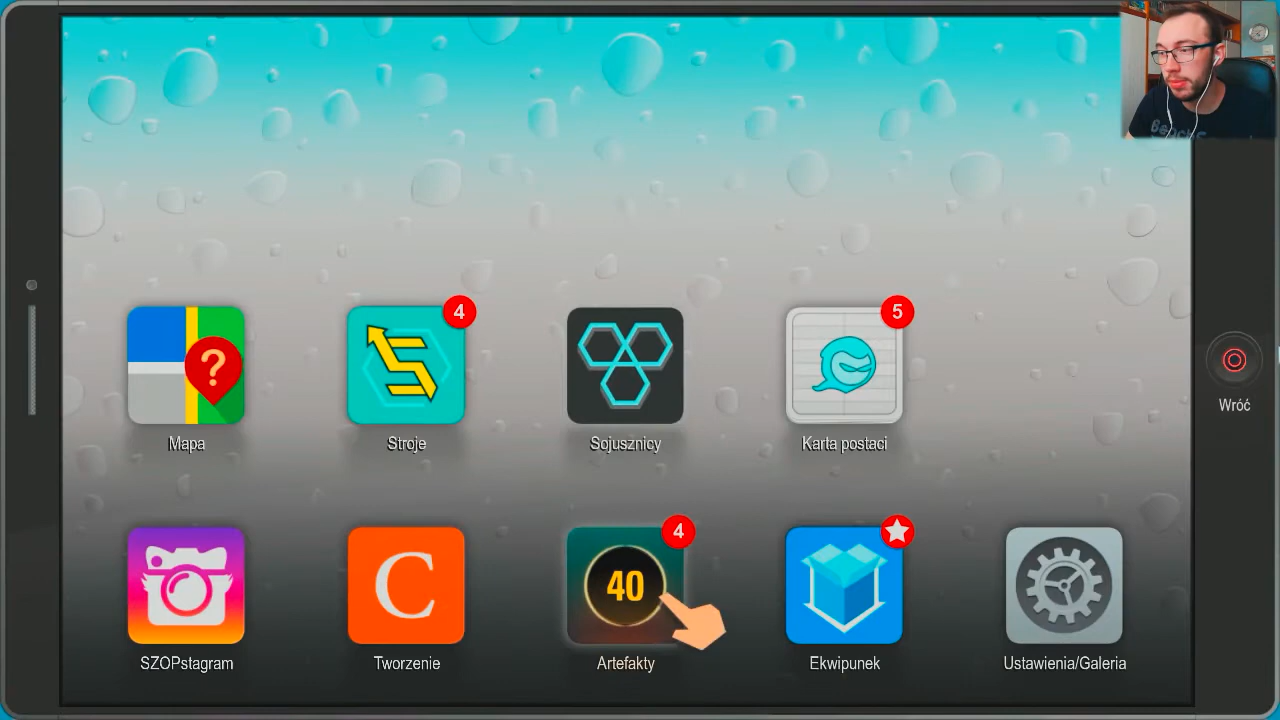 4
5
?
Mapa
Stroje
Sojusznicy
Karta postaci
Wróć
4
C
40
SZOPstagram
Tworzenie
Artefakty
Ekwipunek
Ustawienia/Galeria